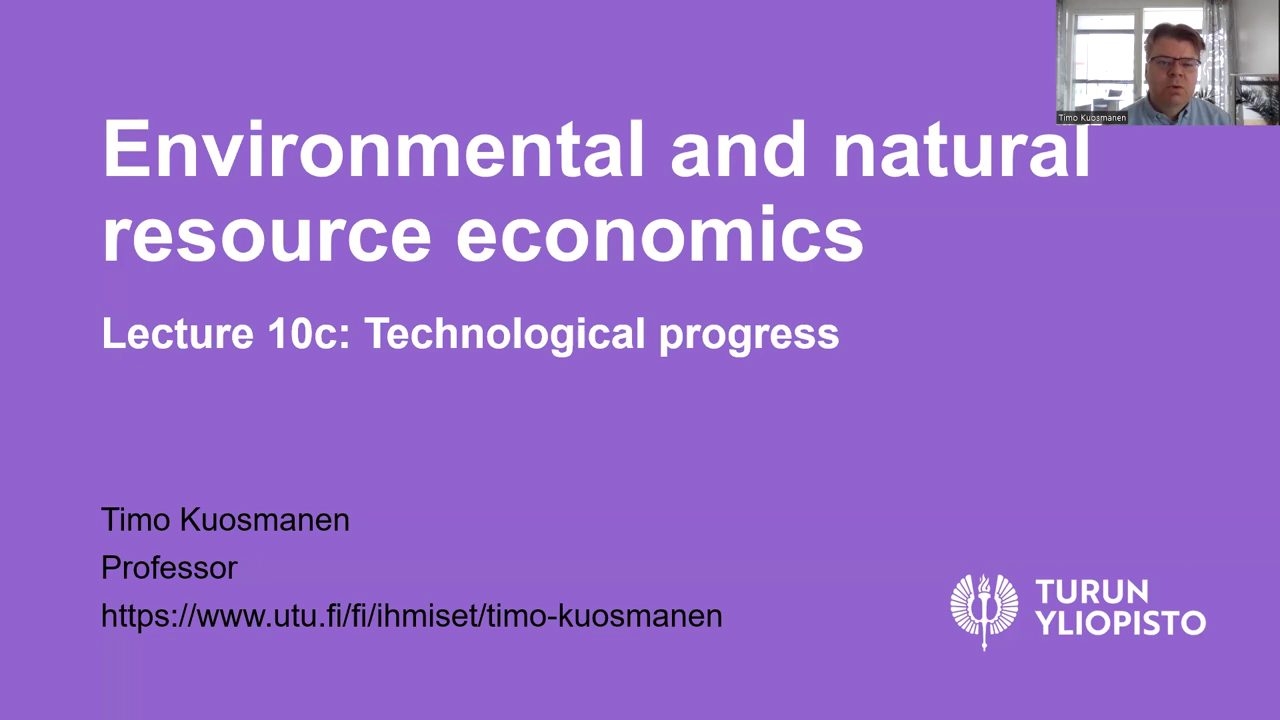 Timo Kuosmanen
Environmental and natural
resource economics
Lecture 10c: Technological progress
Timo Kuosmanen
Professor
https://www.utu.fi/fi/ihmiset/timo-kuosmanen
TURUN
YLIOPISTO